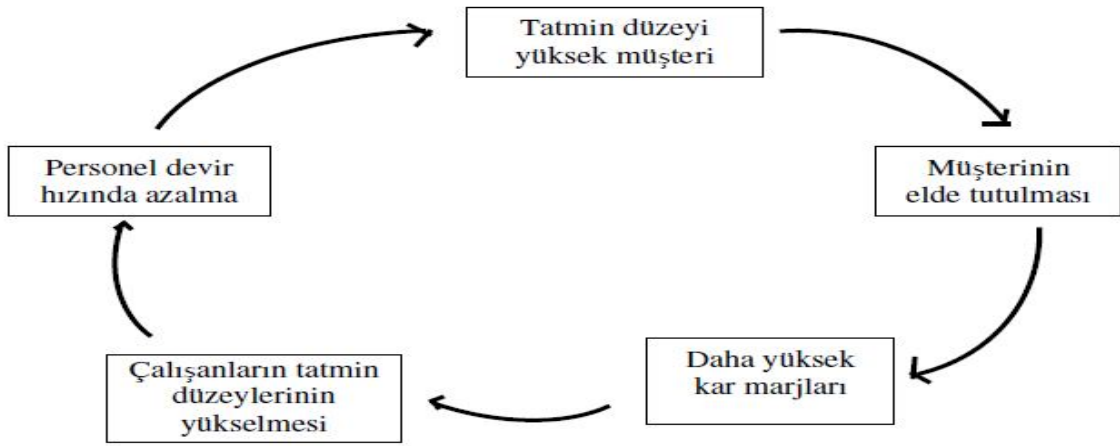 Tatmin düzeyi
yüksek müşteri
Müşterinin
elde tutulması
Daha yüksek
kar marjları
Çalışanların tatmin
düzeylerinin
yükselmesi
Personel devir
hızında azalma